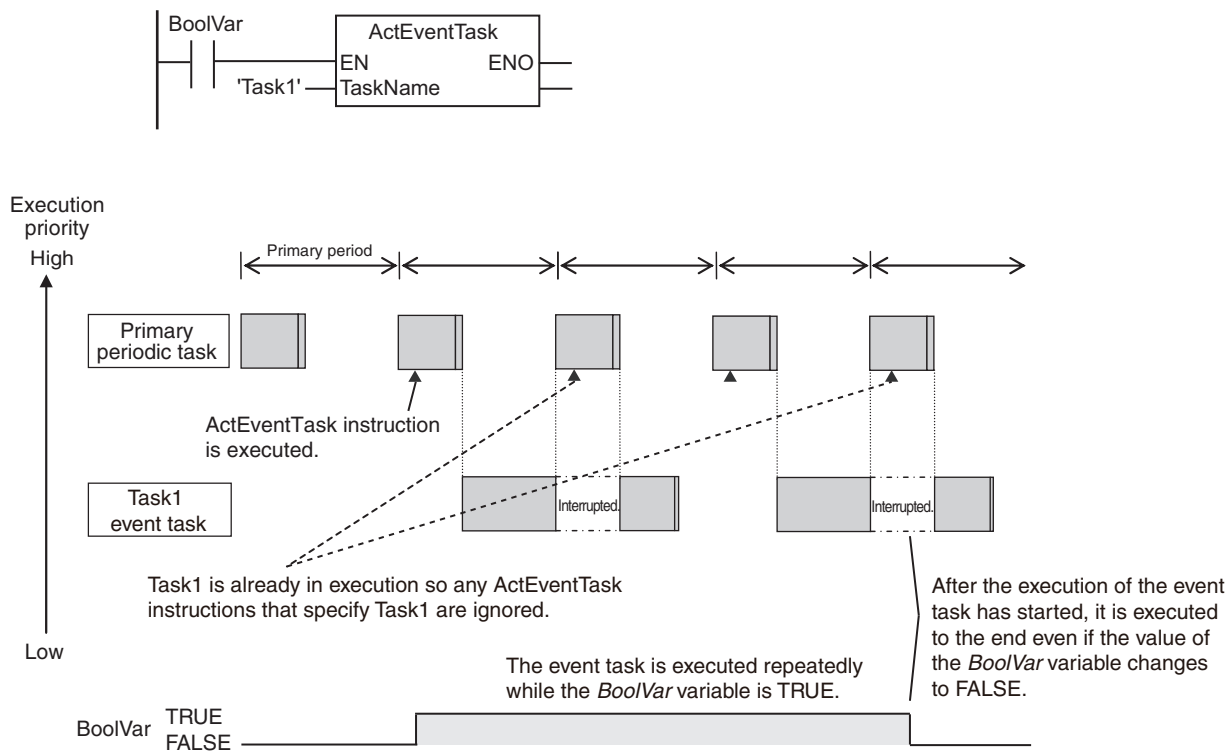 BoolVar
ActEventTask
EN ENO
'Task1' TaskName
Execution
priority
High
Primary period
Primary
periodic task
ActEventTask instruction
is executed.
Task1
event task
Interrupted.
Interrupted.
Task1 is already in execution so any ActEventTask
instructions that specify Task1 are ignored.
After the execution of the event
task has started, it is executed
to the end even if the value of
the BoolVar variable changes
to FALSE.
Low
The event task is executed repeatedly
while the BoolVar variable is TRUE.
BoolVar TRUE
FALSE